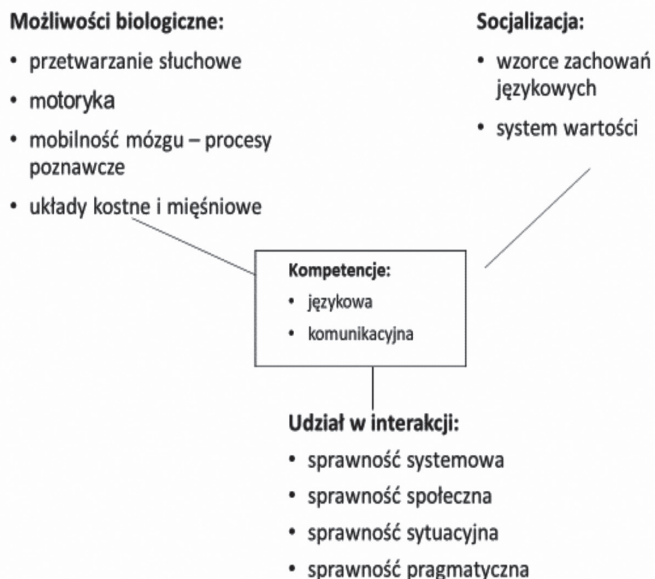 Możliwości biologiczne:
• przetwarzanie słuchowe
• motoryka
• mobilność mózgu – procesy
poznawcze
• układy kostne i mięśniowe
Socjalizacja:
• wzorce zachowań
językowych
• system wartości
Kompetencje:
• językowa
• komunikacyjna
Udział w interakcji:
• sprawność systemowa
• sprawność społeczna
• sprawność sytuacyjna
• sprawność pragmatyczna